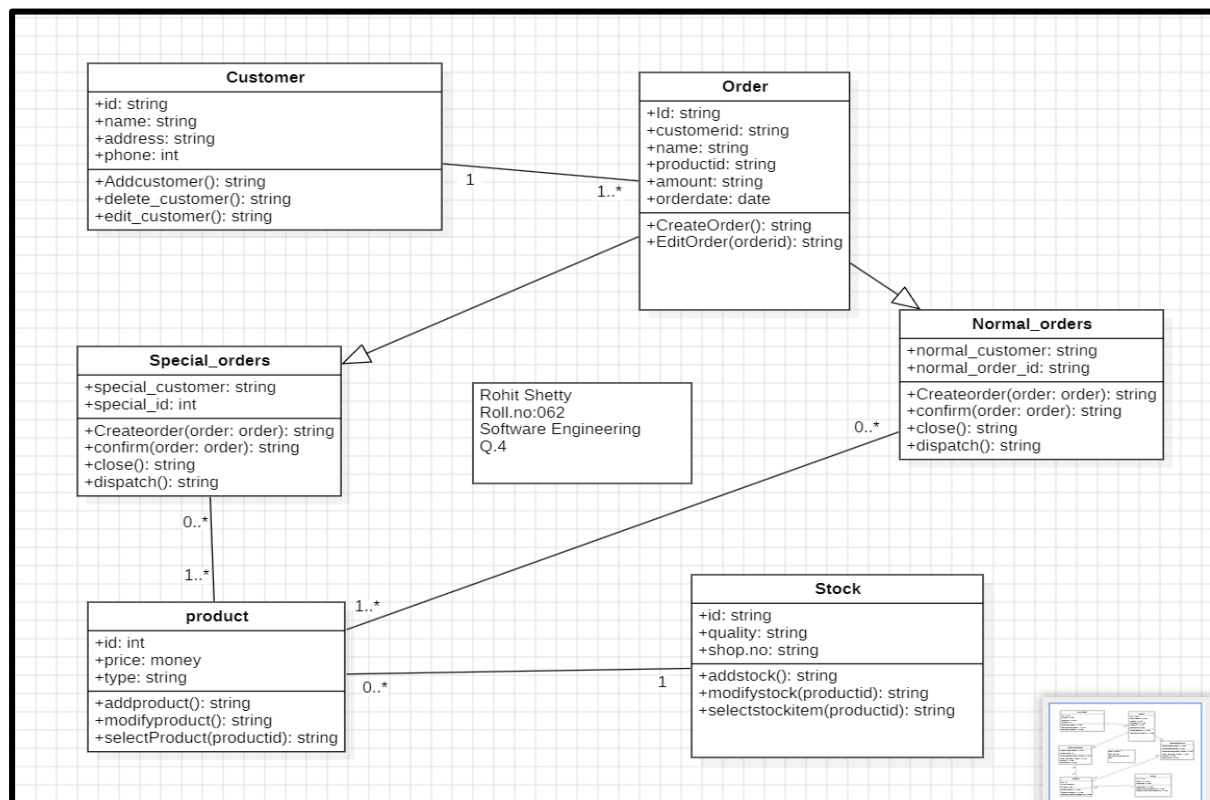 Customer
+id: string
+name: string
+address: string
+phone: int
+Addcustomer(): string
+delete_customer(): string
+edit_customer(): string
1
1..*
Order
+Id: string
+customerid: string
+name: string
+productid: string
+amount: string
+orderdate: date
+CreateOrder(): string
+EditOrder(orderid): string
Special_orders
+special_customer: string
+special_id: int
+Createorder(order: order): string
+confirm(order: order): string
+close(): string
+dispatch(): string
Rohit Shetty
Roll.no:062
Software Engineering
Q.4
Normal_orders
+normal_customer: string
+normal_order_id: string
+Createorder(order: order): string
+confirm(order: order): string
+close(): string
+dispatch(): string
0..*
0..*
1..*
1..*
product
+id: int
+price: money
+type: string
+addproduct(): string
+modifyproduct(): string
+selectProduct(productid): string
0..*
1
Stock
+id: string
+quality: string
+shop.no: string
+addstock(): string
+modifystock(productid): string
+selectstockitem(productid): string